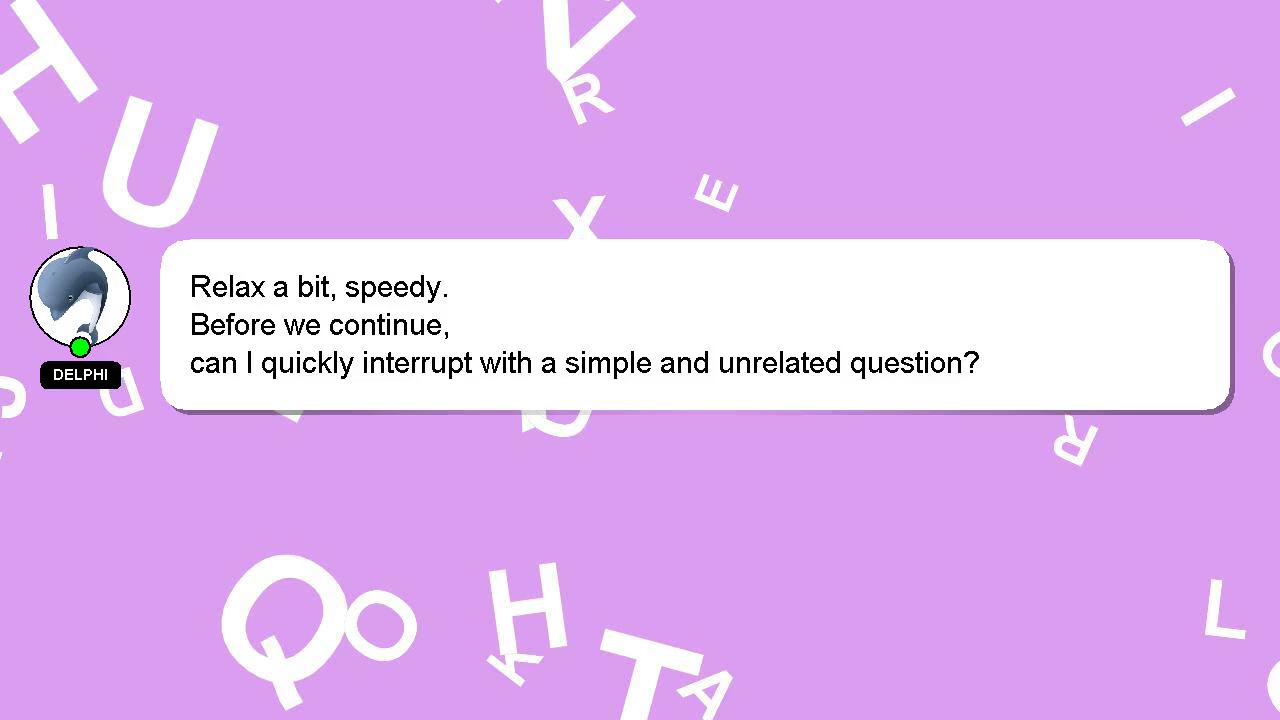 H
U
V
R
I
E
I
X
Relax a bit, speedy.
Before we continue,
can I quickly interrupt with a simple and unrelated question?
DELPHI
D
R
Q
O
H
K
T
A
L